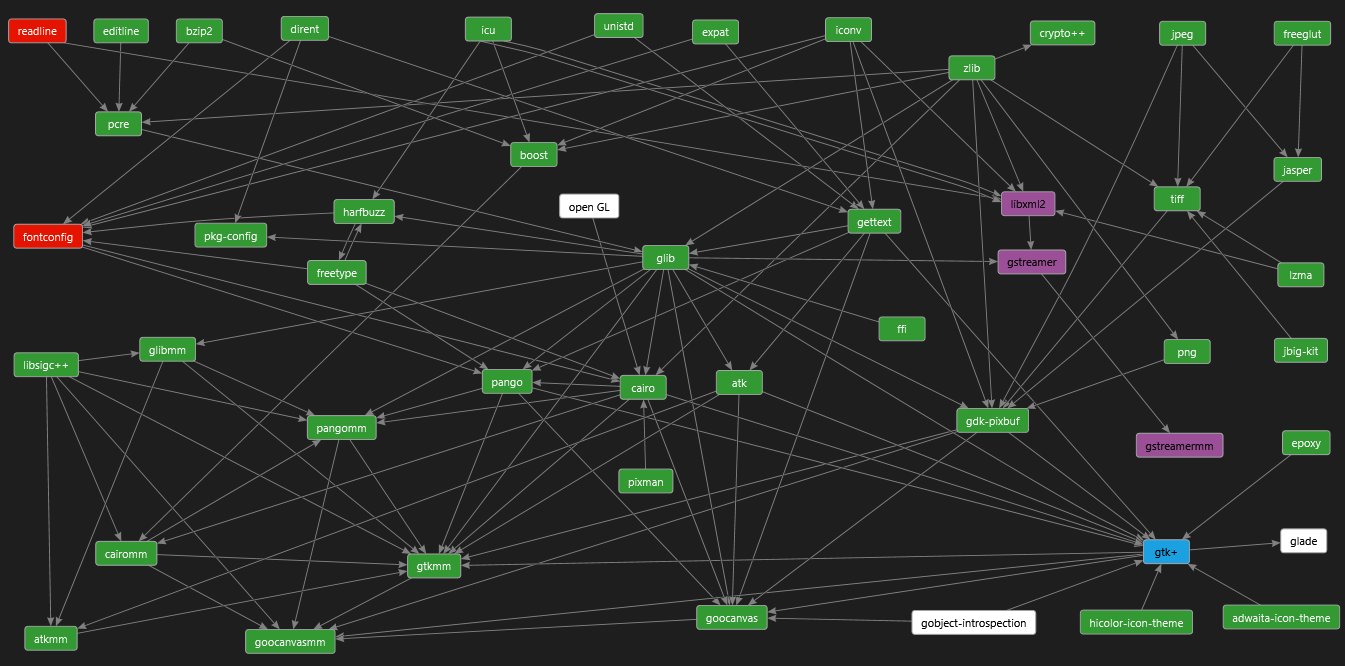 readline
editline
bzip2
dirent
icu
unistd
expat
iconv
crypto++
jpeg
freeglut
zlib
pcre
boost
jasper
open GL
libxml2
tiff
harfbuzz
gettext
fontconfig
pkg-config
glib
gstreamer
freetype
lzma
ffi
glibmm
libsigc++
png
jbig-kit
pango
cairo
atk
pangomm
gdk-pixbuf
gstreamermm
epoxy
pixman
cairomm
gtkmm
gtk+
glade
atkmm
goocanvasmm
goocanvas
gobject-introspection
hicolor-icon-theme
adwaita-icon-theme